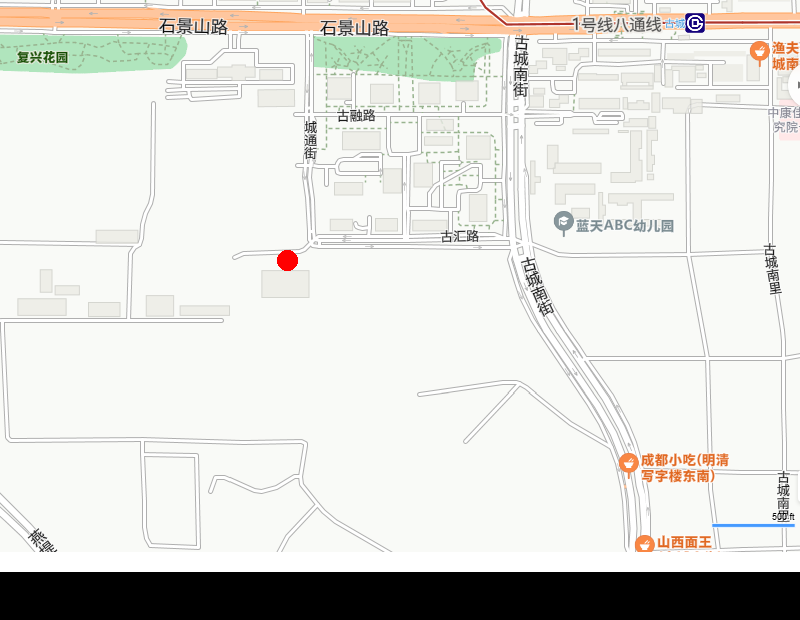 石景山路
石景山路
1号线八通线
古城
渔夫
城南
复兴花园
古城南街
古融路
城通街
中康佳
究院
蓝天ABC幼儿园
古汇路
古城南里
古城南街
成都小吃(明清
写字楼东南)
古城南里
500 ft
燕堤
山西面王